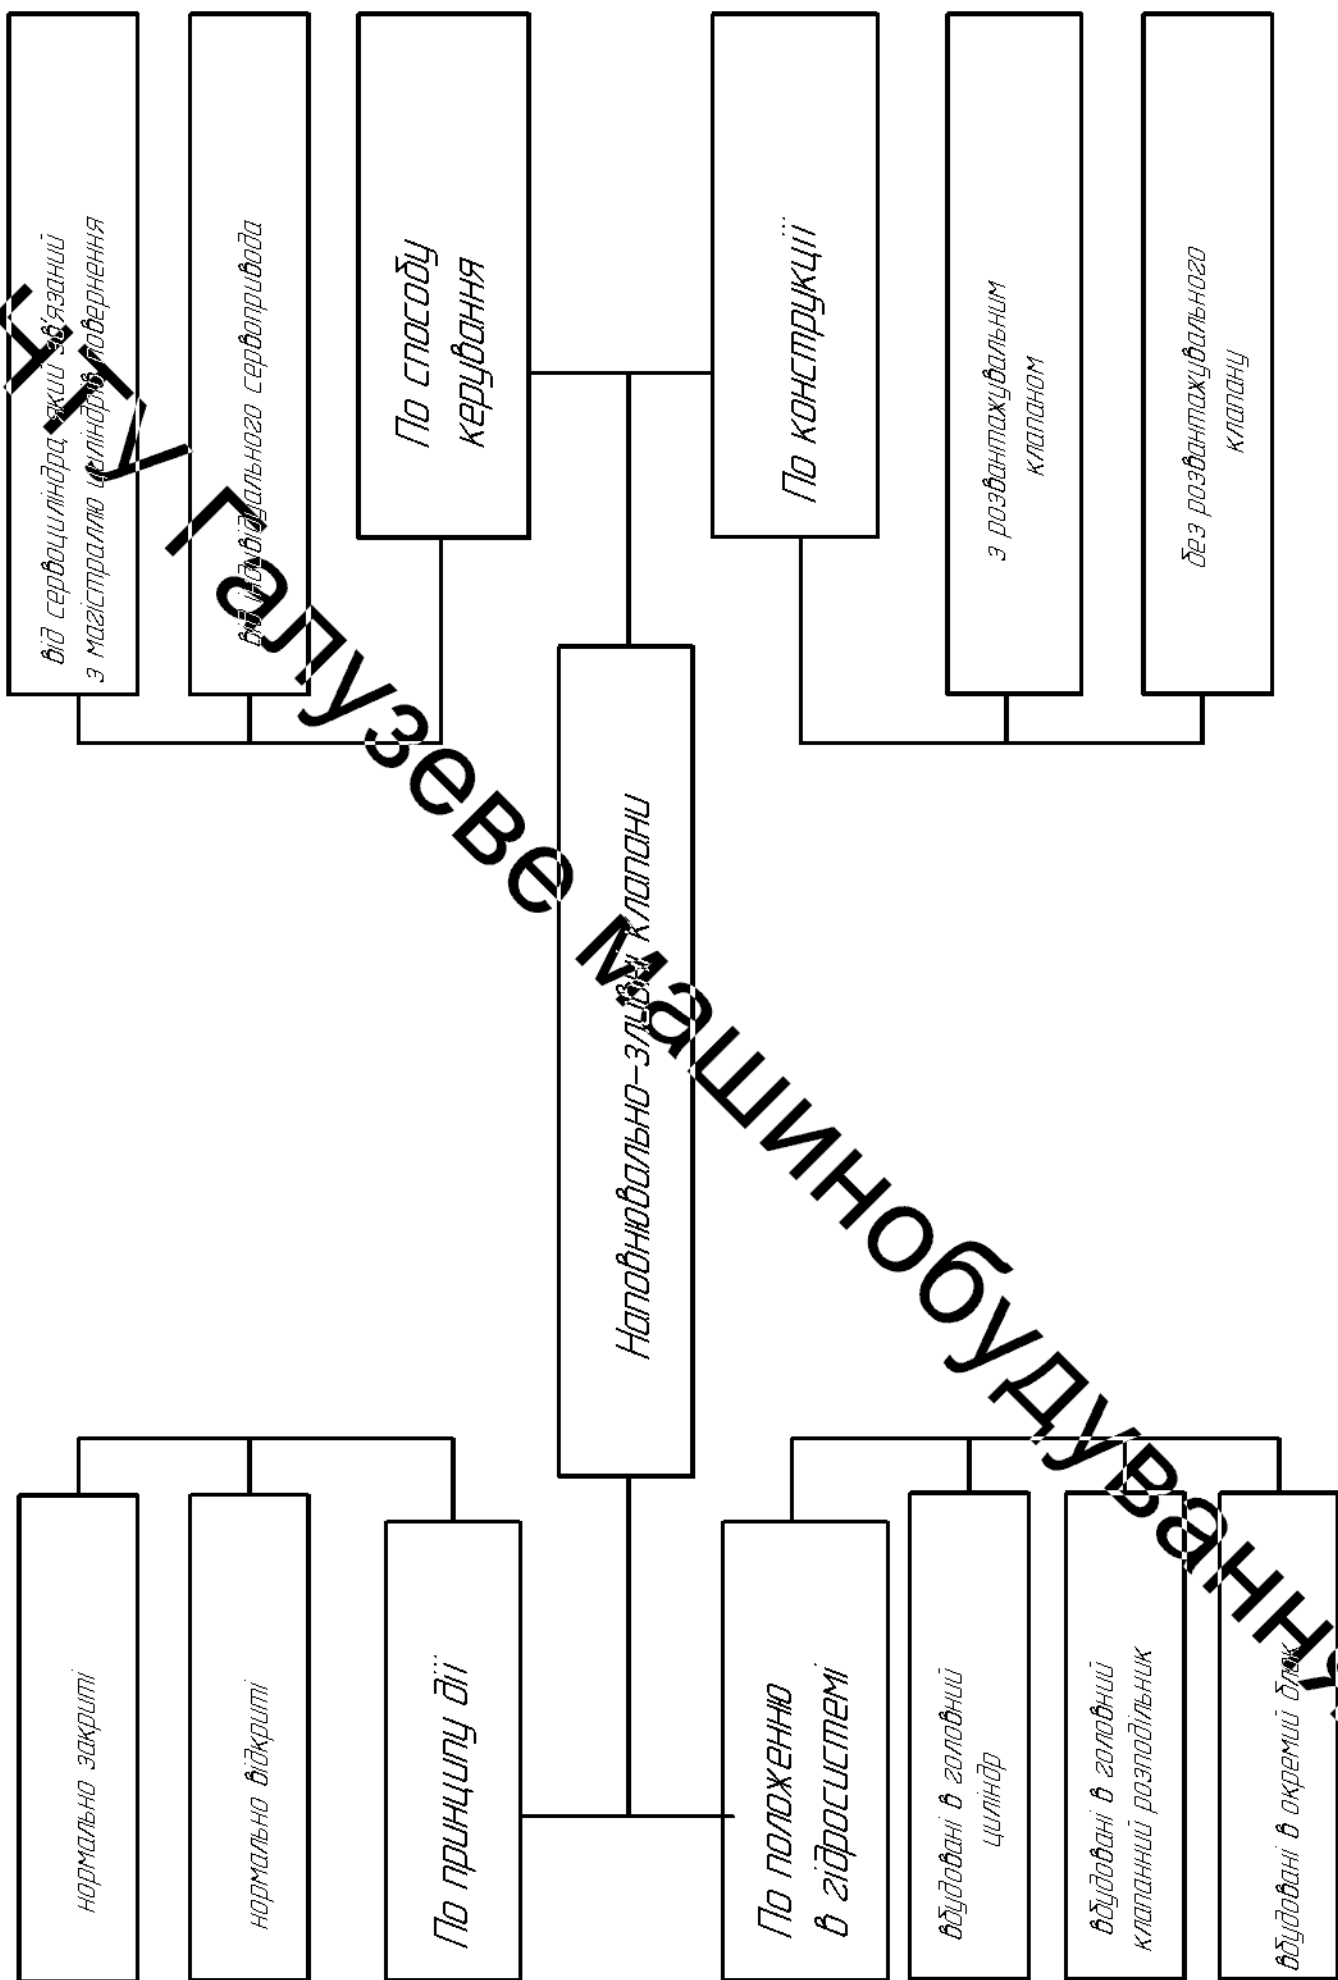 Наповнювально-зливні клапани
По принципу дії
нормально відкриті
нормально закриті
По способу
керування
від індивідуального сервопривода
від сервоциліндра, який зв'язаний
з магістраллю циліндрів повернення
По положенню
в гідросистемі
вбудовані в головний
циліндр
вбудовані в головний
клапанний розподільник
вбудовані в окремий блок
По конструкції
з розвантажувальним
клапаном
без розвантажувального
клапану
НТУ Галузеве машинобудування